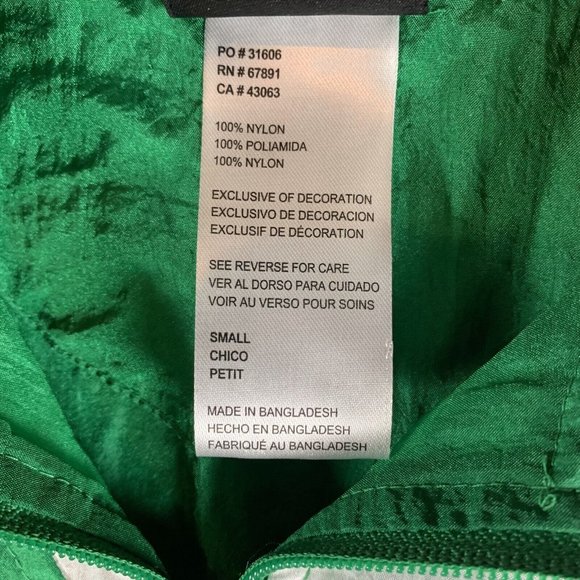 PO # 31606
RN # 67891
CA # 43063
100% NYLON
100% POLIAMIDA
100% NYLON
EXCLUSIVE OF DECORATION
EXCLUSIVO DE DECORACION
EXCLUSIF DE DÉCORATION
SEE REVERSE FOR CARE
VER AL DORSO PARA CUIDADO
VOIR AU VERSO POUR SOINS
SMALL
CHICO
PETIT
MADE IN BANGLADESH
HECHO EN BANGLADESH
FABRIQUÉ AU BANGLADESH